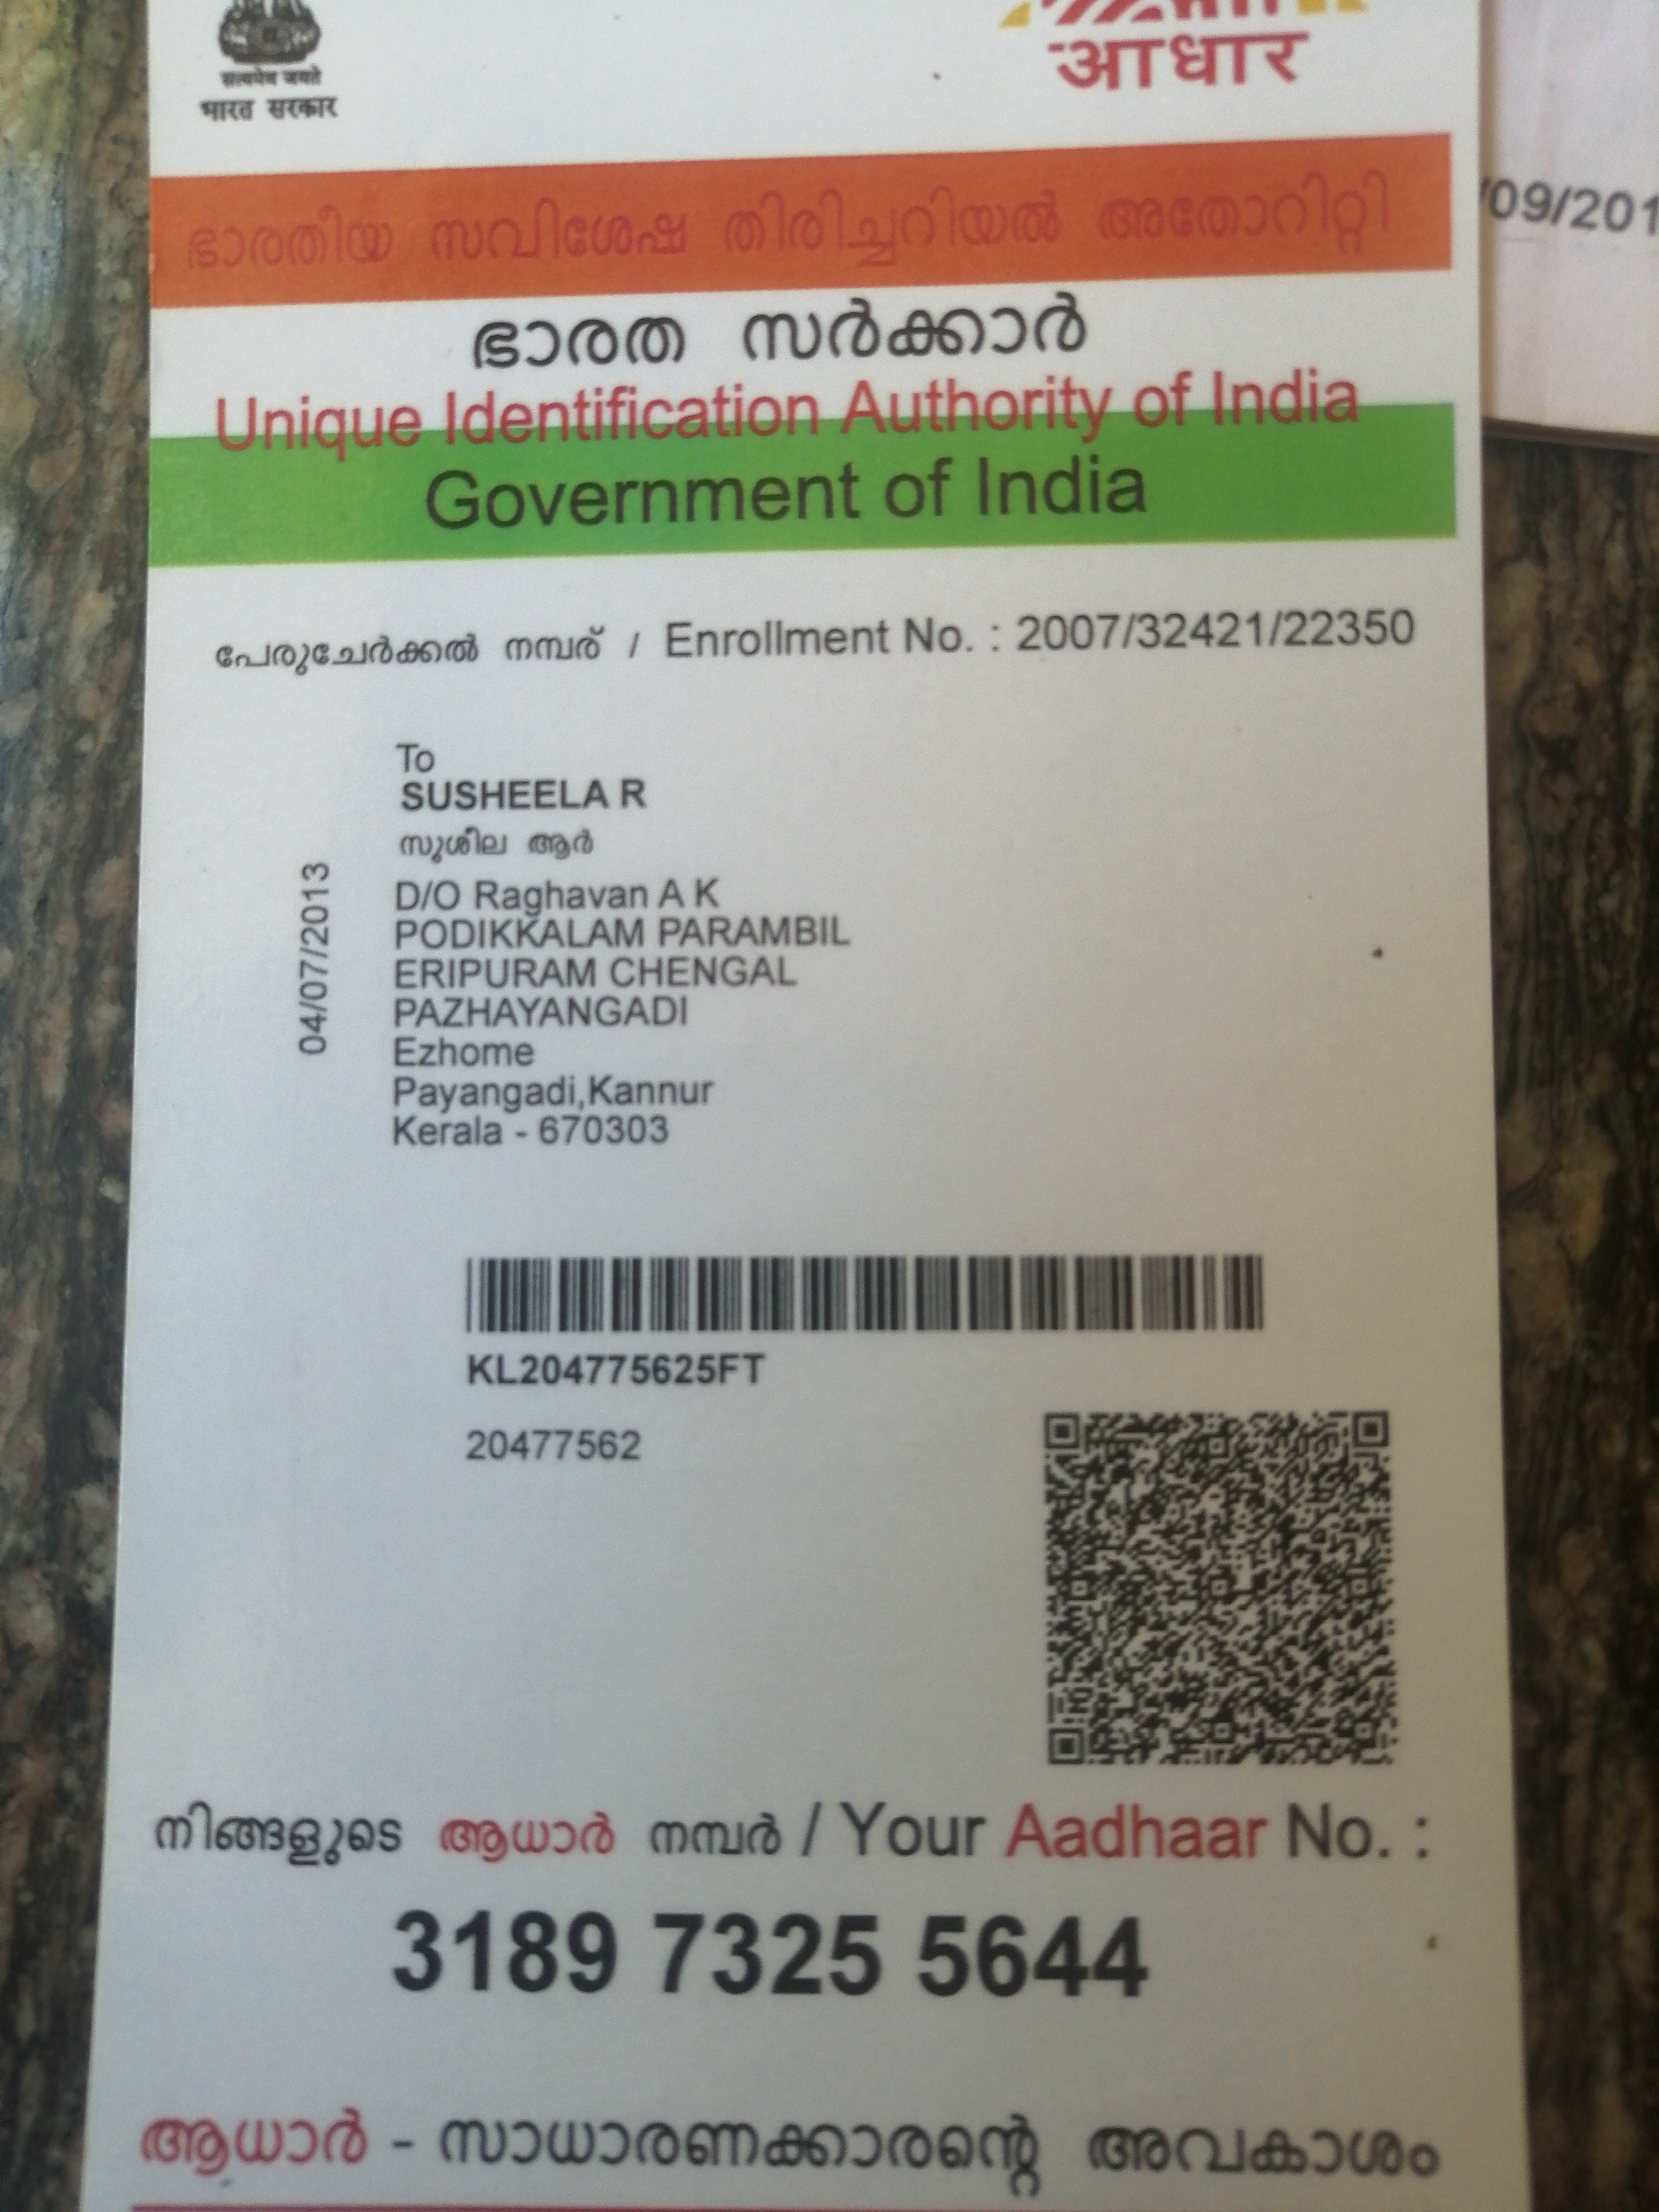 सत्यमेव जयते
भारत सरकार
आधार
/09/201
ഭാരതീയ സവിശേഷ തിരിച്ചറിയൽ അതോറിറ്റി
ഭാരത സർക്കാർ
Unique Identification Authority of India
Government of India
പേരുചേർക്കൽ നമ്പര് / Enrollment No. : 2007/32421/22350
To
SUSHEELA R
സുശീല ആർ
D/O Raghavan A K
PODIKKALAM PARAMBIL
ERIPURAM CHENGAL
PAZHAYANGADI
Ezhome
Payangadi,Kannur
Kerala - 670303
04/07/2013
KL204775625FT
20477562
നിങ്ങളുടെ ആധാർ നമ്പർ / Your Aadhaar No. :
3189 7325 5644
ആധാർ - സാധാരണക്കാരന്റെ അവകാശം